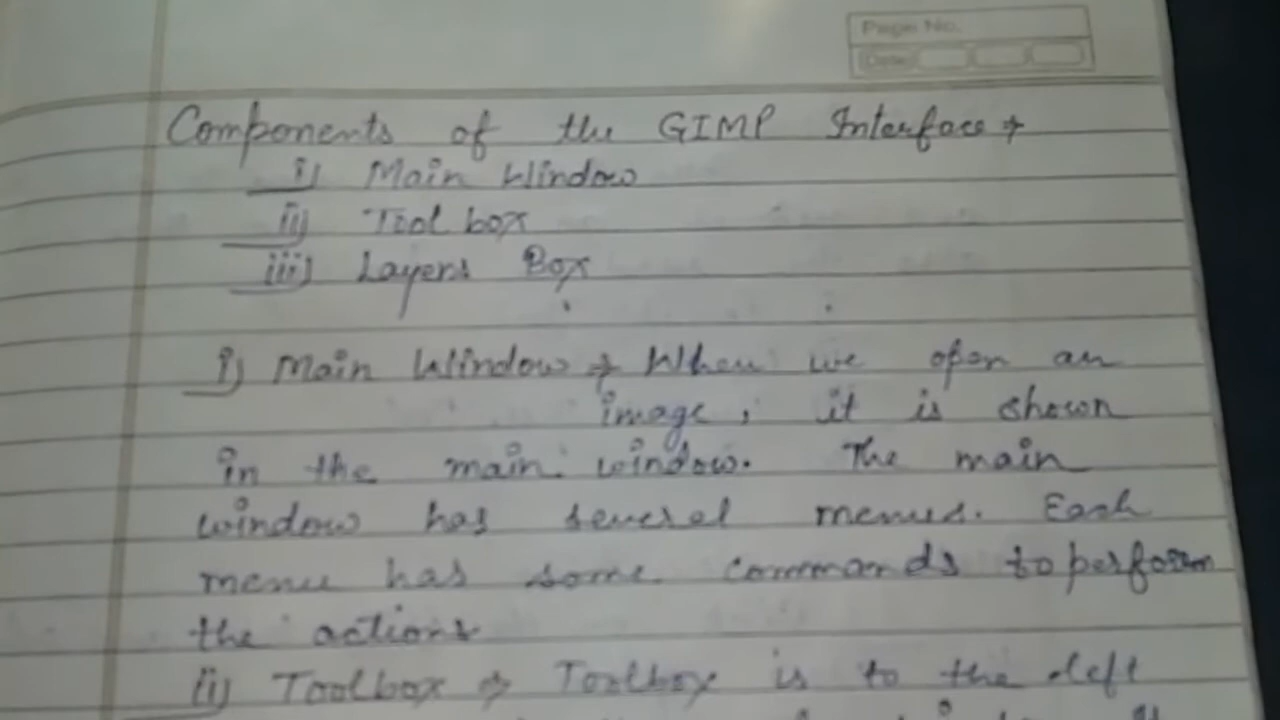 Page No.
Date
Components of the GIMP Interface →
i) Main Window
ii) Tool box
iii) Layers Box
i) Main Window → When we open an
image, it is shown
in the main window. The main
window has several menus. Each
menu has some commands to perform
the actions
ii) Toolbox → Toolbox is to the left